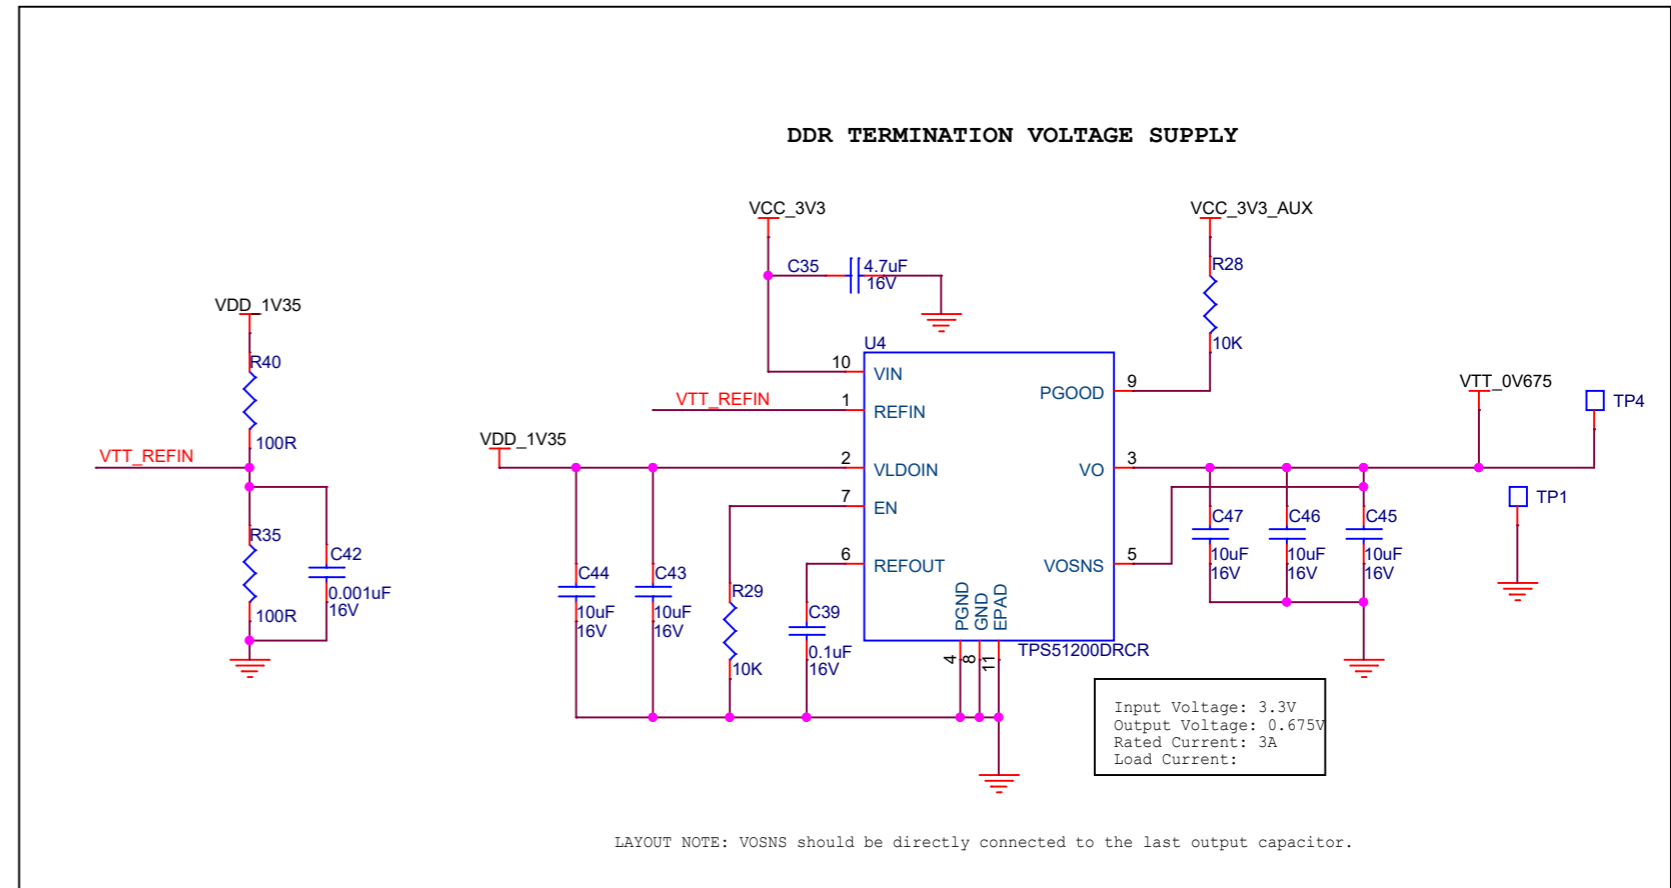 DDR TERMINATION VOLTAGE SUPPLY
VCC_3V3
VCC_3V3_AUX
C35
4.7uF
16V
R28
10K
VDD_1V35
R40
100R
VTT_REFIN
R35
100R
C42
0.001uF
16V
U4
10
VIN
VTT_REFIN
1
REFIN
VDD_1V35
2
VLDOIN
7
EN
6
REFOUT
PGOOD
9
VO
3
VOSNS
5
PGND
GND
EPAD
4
8
11
TPS51200DRCR
C44
10uF
16V
C43
10uF
16V
R29
10K
C39
0.1uF
16V
VTT_0V675
TP4
TP1
C47
10uF
16V
C46
10uF
16V
C45
10uF
16V
Input Voltage: 3.3V
Output Voltage: 0.675V
Rated Current: 3A
Load Current:
LAYOUT NOTE: VOSNS should be directly connected to the last output capacitor.